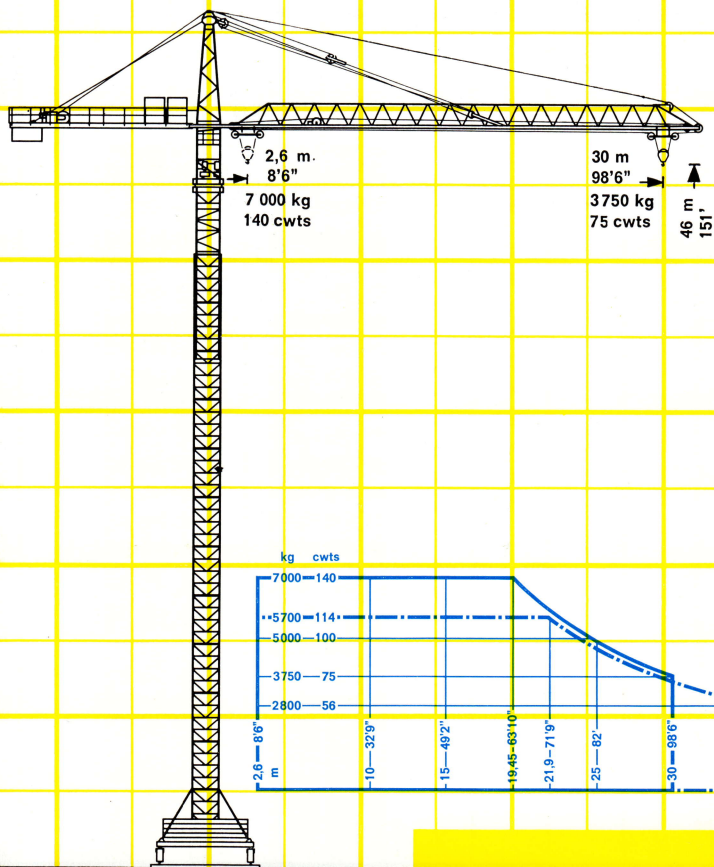 2,6 m.
8'6"
7 000 kg
140 cwts
30 m
98'6"
3750 kg
75 cwts
46 m
151'
kg cwts
7000—140
5700—114
5000—100
3750—75
2800—56
2,6—8'6"
m
10—32'9"
15—49'2"
19,45-63'10"
21,9—71'9"
25—82'
30—98'6"